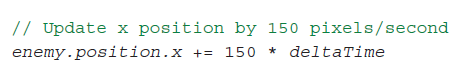 // Update x position by 150 pixels/second
enemy.position.x += 150 * deltaTime